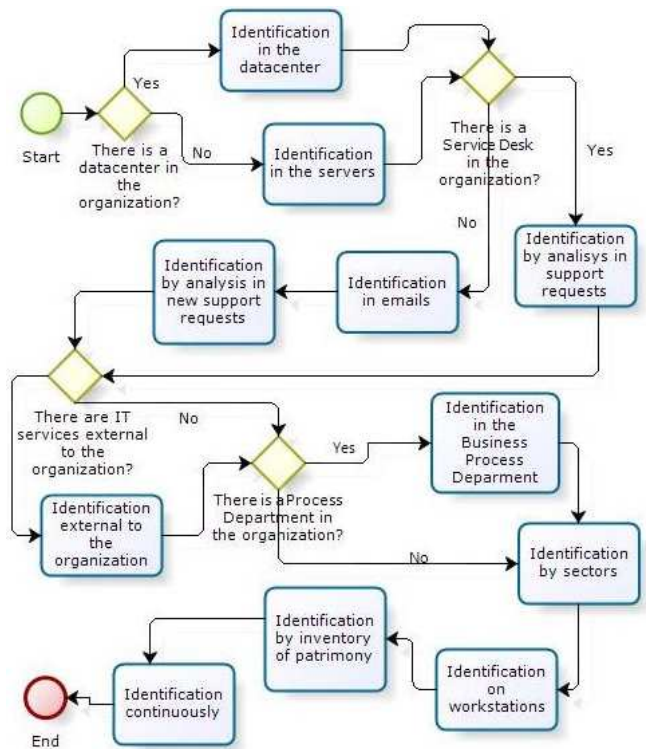 Identification
in the
datacenter
Yes
Start
There is a
datacenter in
the
organization?
No
Identification
in the servers
There is a
Service Desk
in the
organization?
Yes
No
Identification
by analysis in
new support
requests
Identification
in emails
Identification
by analisys in
support
requests
There are IT
services external
to the
organization?
No
Identification
external to
the
organization
There is a Process
Department in
the organization?
Yes
Identification
in the
Business
Process
Deparment
No
Identification
by sectors
Identification
by inventory
of patrimony
Identification
on
workstations
Identification
continuously
End